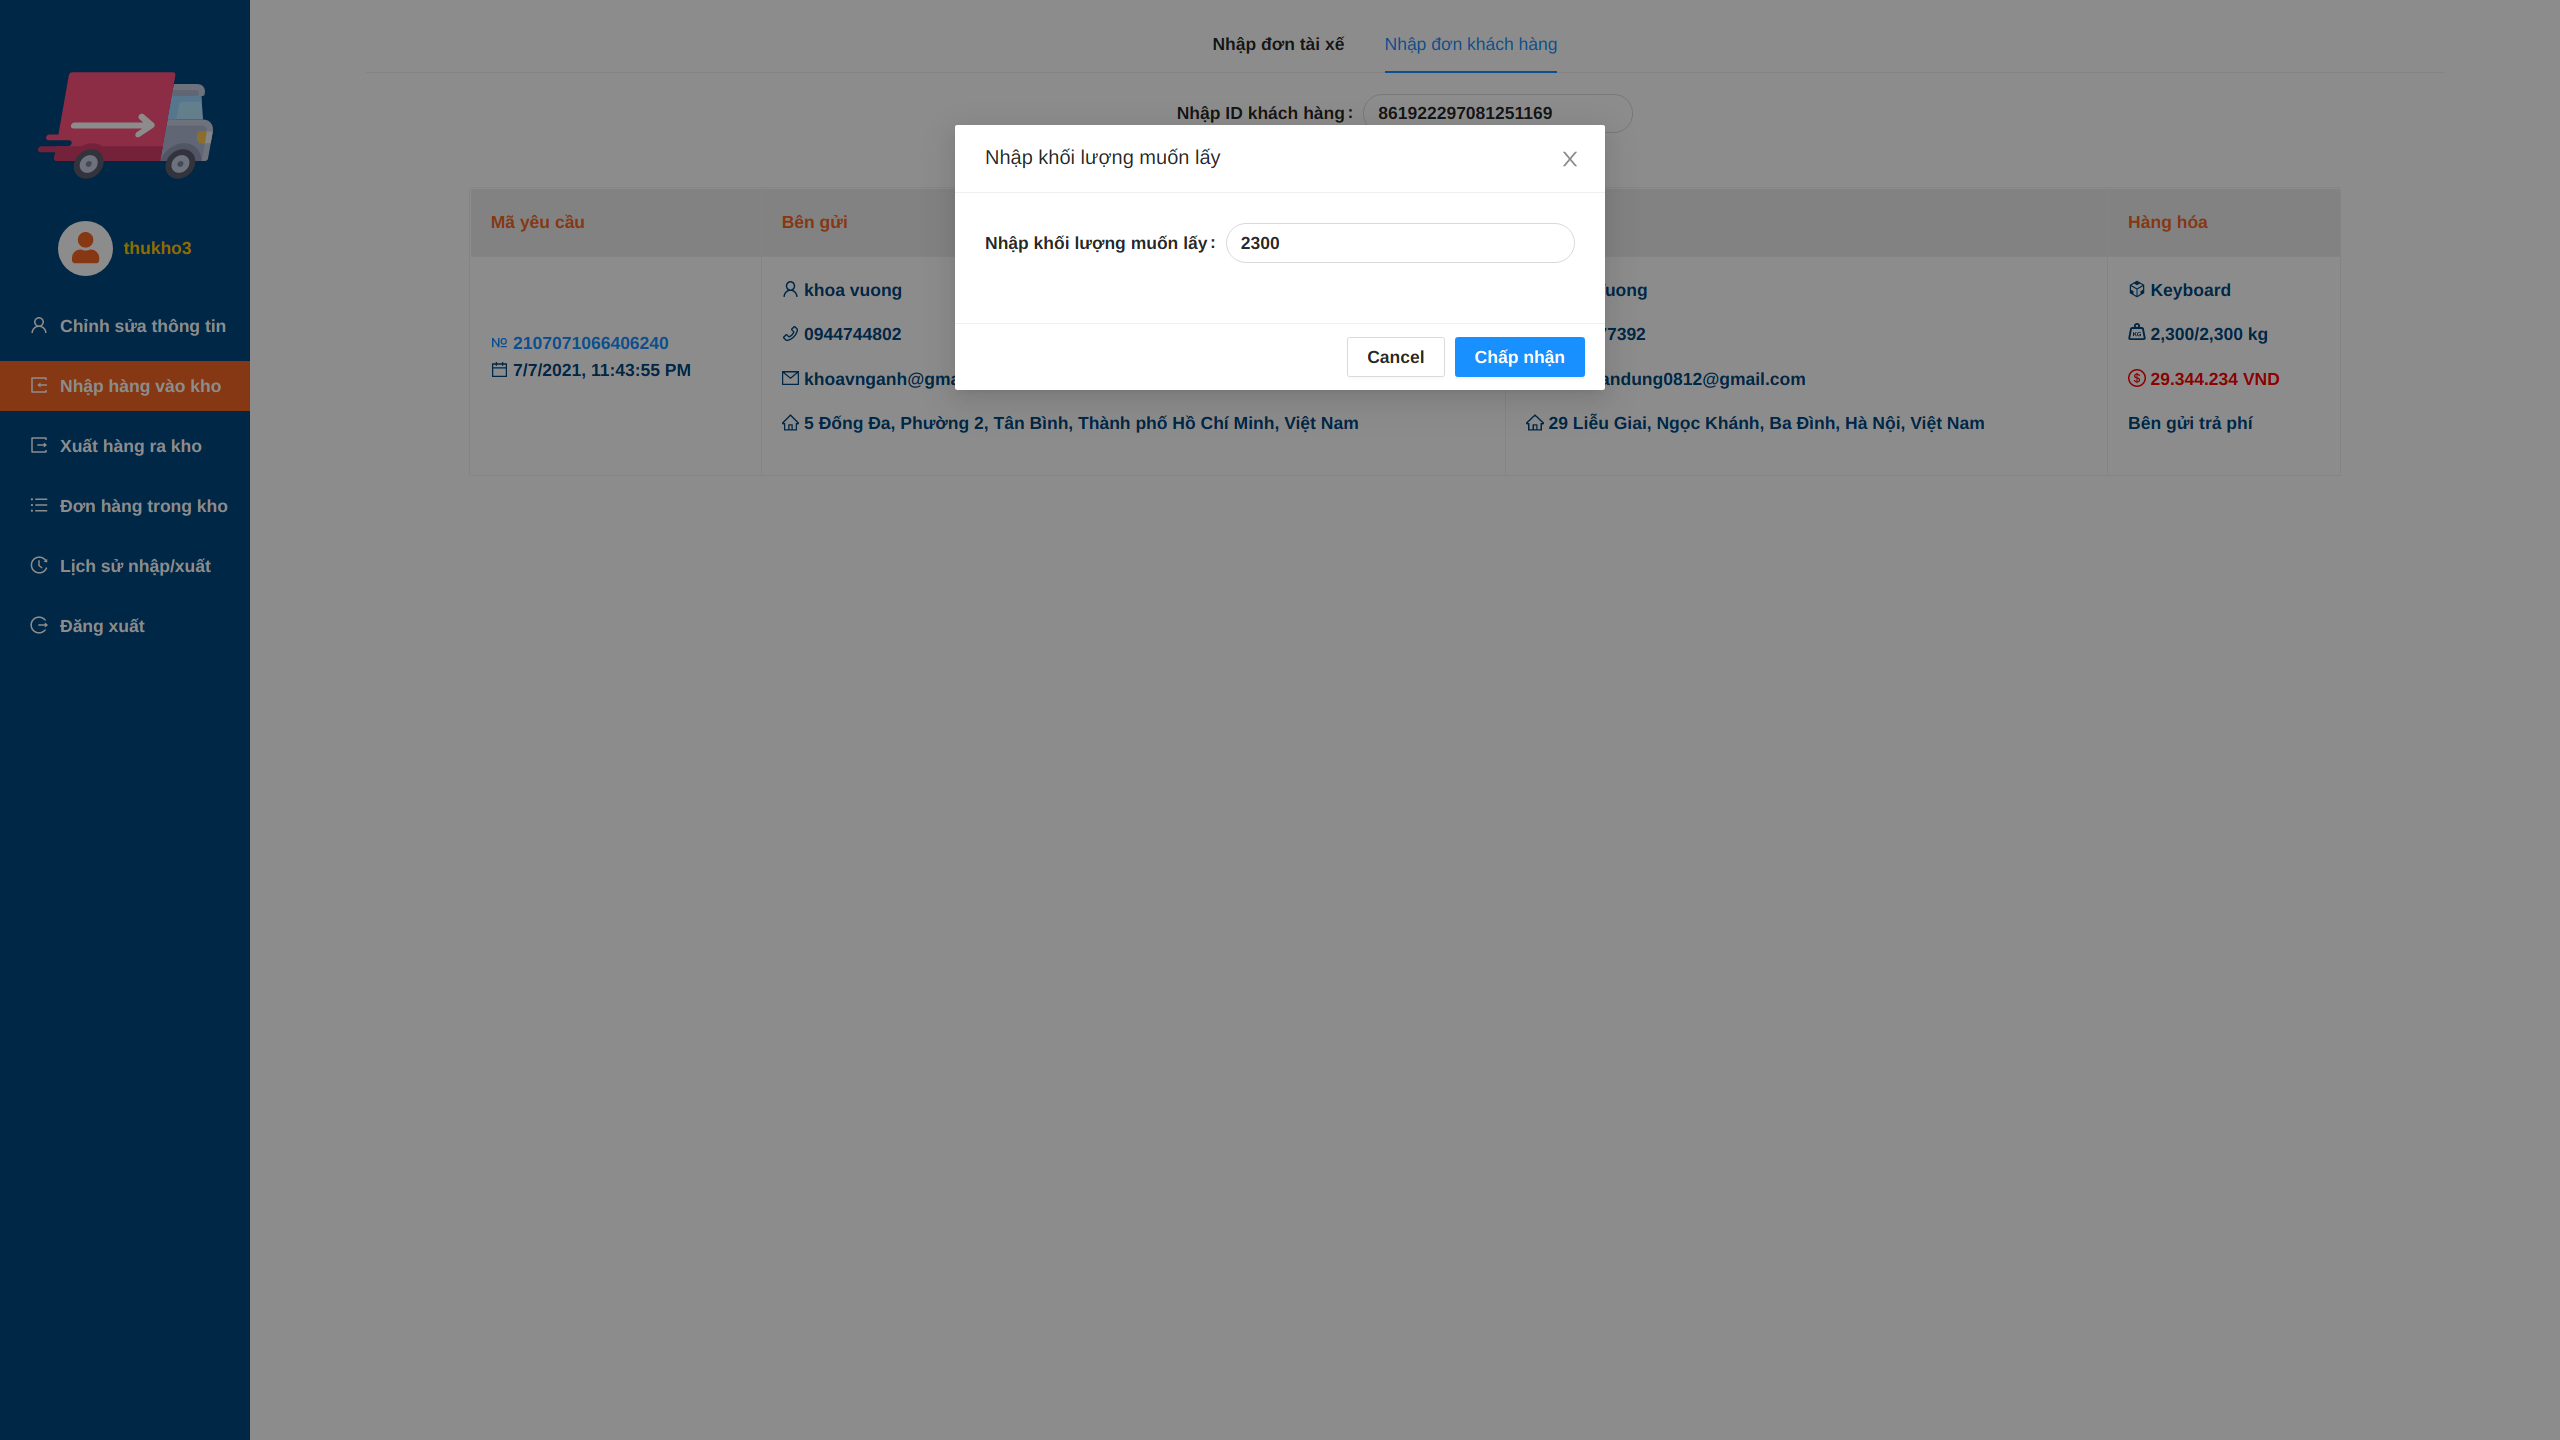 Nhập đơn tài xế
Nhập đơn khách hàng
Nhập ID khách hàng :
861922297081251169
Nhập khối lượng muốn lấy
Nhập khối lượng muốn lấy :
2300
Cancel
Chấp nhận
thukho3
Chỉnh sửa thông tin
Nhập hàng vào kho
Xuất hàng ra kho
Đơn hàng trong kho
Lịch sử nhập/xuất
Đăng xuất
Mã yêu cầu
Bên gửi
Hàng hóa
№ 2107071066406240
7/7/2021, 11:43:55 PM
khoa vuong
0944744802
khoavnganh@gma
5 Đống Đa, Phường 2, Tân Bình, Thành phố Hồ Chí Minh, Việt Nam
uong
77392
andung0812@gmail.com
29 Liễu Giai, Ngọc Khánh, Ba Đình, Hà Nội, Việt Nam
Keyboard
KG
2,300/2,300 kg
29.344.234 VND
Bên gửi trả phí